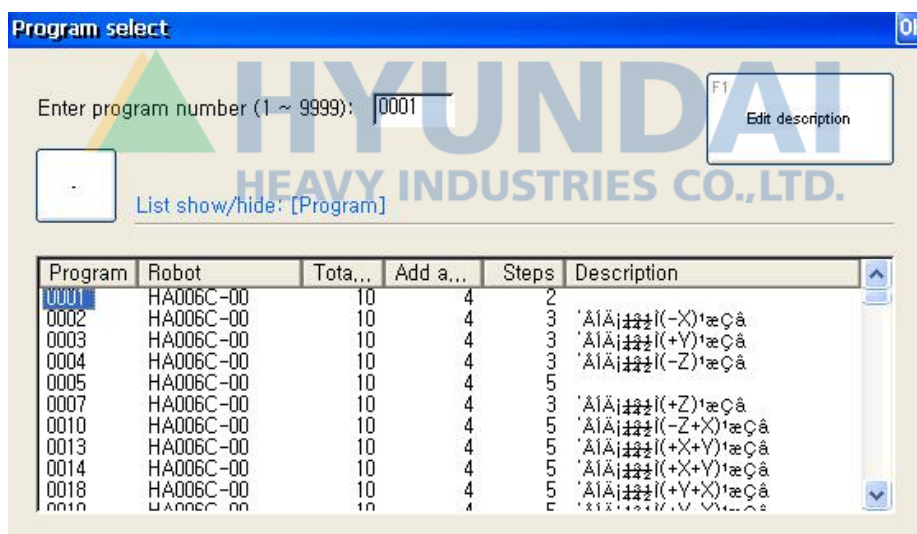 Program select
Enter program number (1 ~ 9999): 0001
F1
Edit description
HYUNDAI
HEAVY INDUSTRIES CO.,LTD.
List show/hide: [Program]
Program Robot Tota... Add a... Steps Description
0001 HA006C-00 10 4 2
0002 HA006C-00 10 4 3 (-X)
0003 HA006C-00 10 4 3 (+Y)
0004 HA006C-00 10 4 3 (-Z)
0005 HA006C-00 10 4 5
0007 HA006C-00 10 4 3 (+Z)
0010 HA006C-00 10 4 5 (-Z+X)
0013 HA006C-00 10 4 5 (+X+Y)
0014 HA006C-00 10 4 5 (+X+Y)
0018 HA006C-00 10 4 5 (+Y+X)